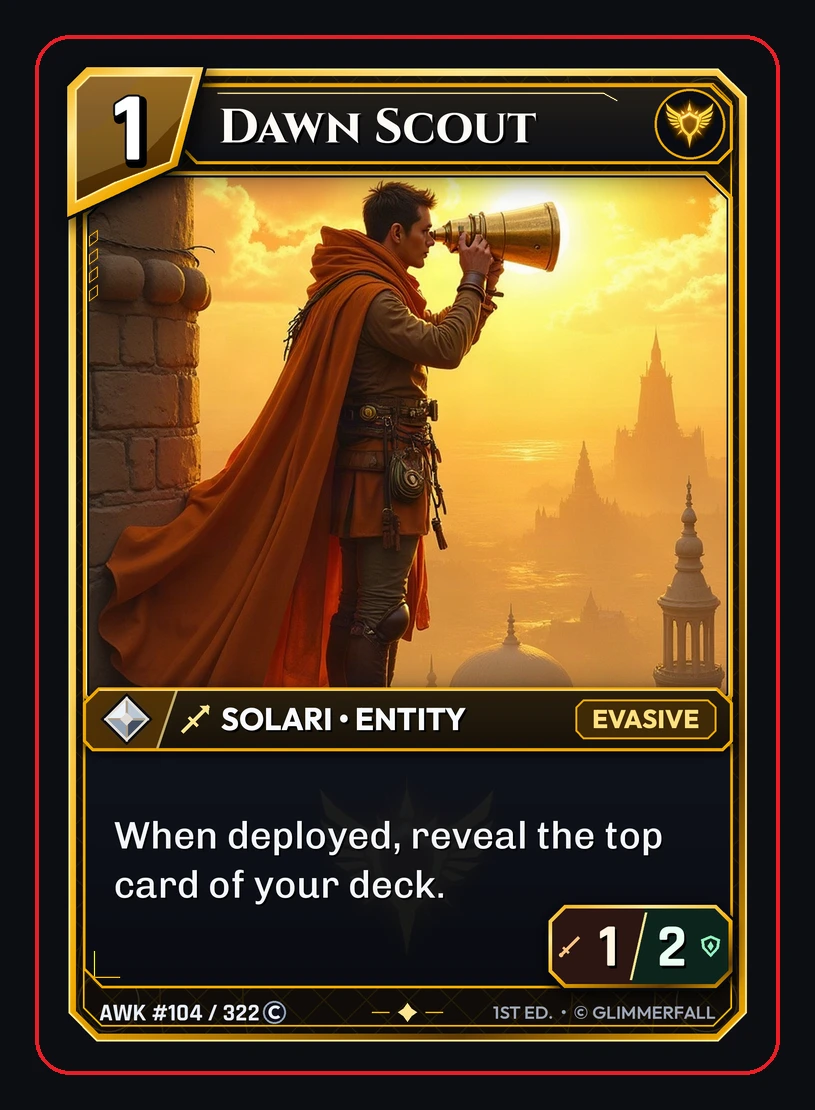 1
DAWN SCOUT
SOLARI • ENTITY
EVASIVE
When deployed, reveal the top
card of your deck.
1 / 2
AWK #104 / 322 Ⓒ
1ST ED. • © GLIMMERFALL